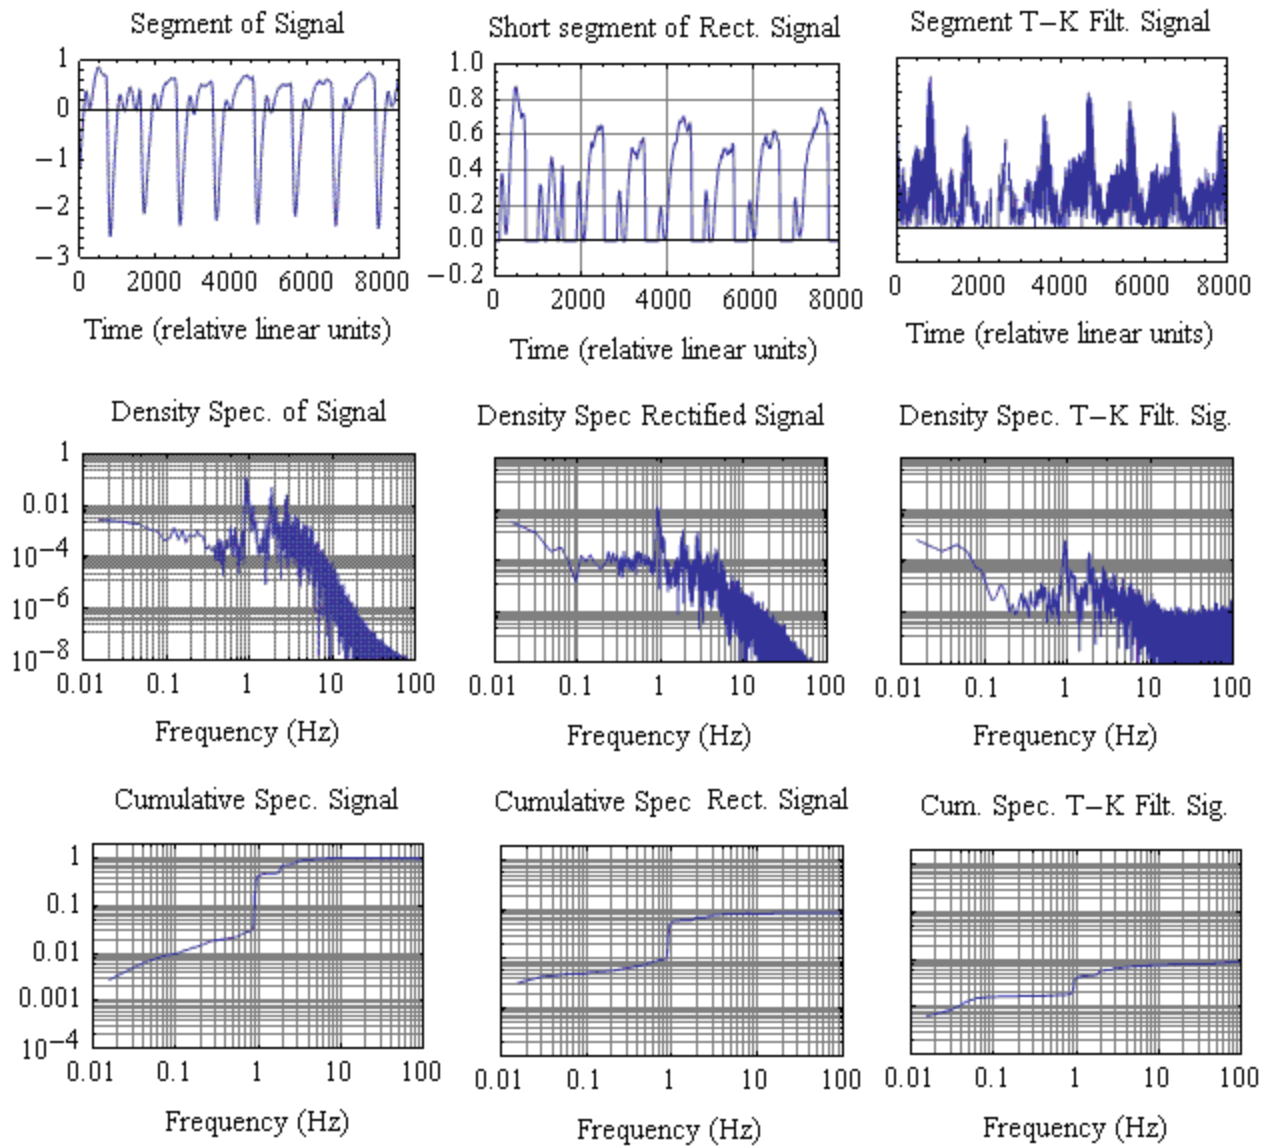 Segment of Signal
Short segment of Rect. Signal
Segment T−K Filt. Signal
1
0
−1
−2
−3
0 2000 4000 6000 8000
Time (relative linear units)
1.0
0.8
0.6
0.4
0.2
0.0
−0.2
0 2000 4000 6000 8000
Time (relative linear units)
0 2000 4000 6000 8000
Time (relative linear units)
Density Spec. of Signal
Density Spec Rectified Signal
Density Spec. T−K Filt. Sig.
1
0.01
10⁻⁴
10⁻⁶
10⁻⁸
0.01 0.1 1 10 100
Frequency (Hz)
0.01 0.1 1 10 100
Frequency (Hz)
0.01 0.1 1 10 100
Frequency (Hz)
Cumulative Spec. Signal
Cumulative Spec Rect. Signal
Cum. Spec. T−K Filt. Sig.
1
0.1
0.01
0.001
10⁻⁴
0.01 0.1 1 10 100
Frequency (Hz)
0.01 0.1 1 10 100
Frequency (Hz)
0.01 0.1 1 10 100
Frequency (Hz)